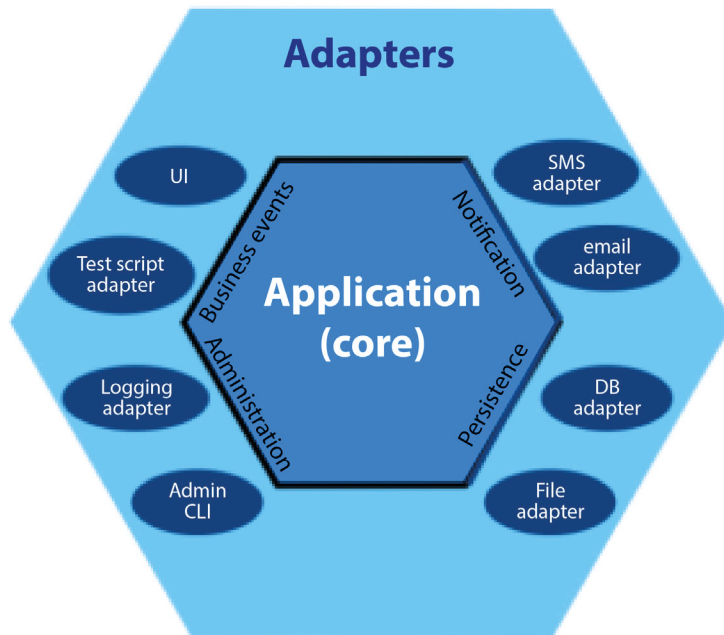 Adapters
UI
Test script
adapter
Logging
adapter
Admin
CLI
Business events
Administration
Application
(core)
Notification
Persistence
SMS
adapter
email
adapter
DB
adapter
File
adapter